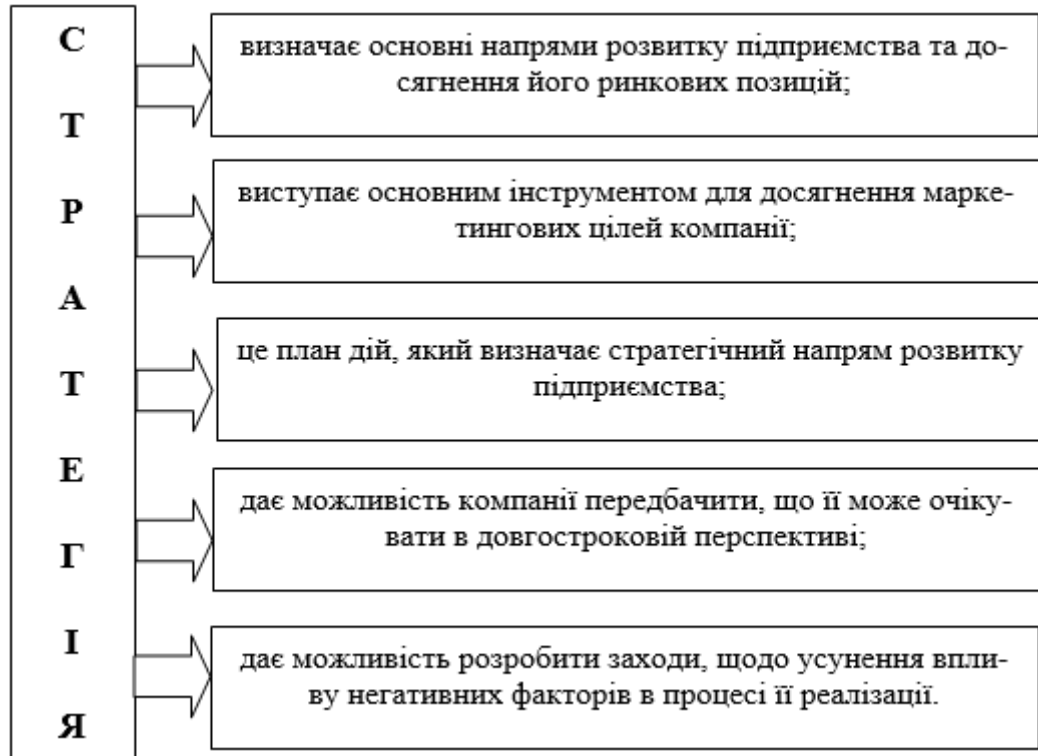 СТРАТЕГІЯ
визначає основні напрями розвитку підприємства та до-
сягнення його ринкових позицій;
виступає основним інструментом для досягнення марке-
тингових цілей компанії;
це план дій, який визначає стратегічний напрям розвитку
підприємства;
дає можливість компанії передбачити, що її може очіку-
вати в довгостроковій перспективі;
дає можливість розробити заходи, щодо усунення впли-
ву негативних факторів в процесі її реалізації.